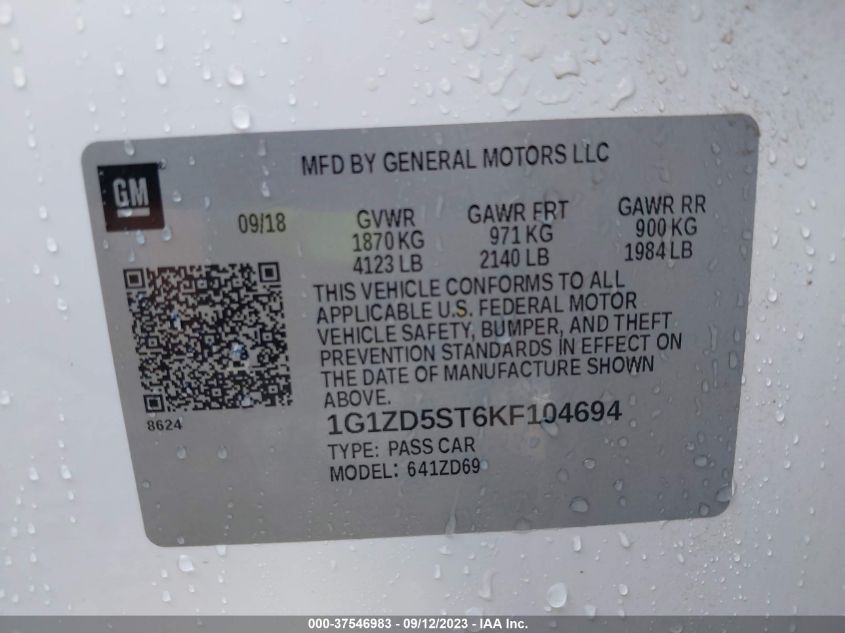 MFD BY GENERAL MOTORS LLC
GM
09/18
GVWR
1870 KG
4123 LB
GAWR FRT
971 KG
2140 LB
GAWR RR
900 KG
1984 LB
THIS VEHICLE CONFORMS TO ALL
APPLICABLE U.S. FEDERAL MOTOR
VEHICLE SAFETY, BUMPER, AND THEFT
PREVENTION STANDARDS IN EFFECT ON
THE DATE OF MANUFACTURE SHOWN
ABOVE.
8624
1G1ZD5ST6KF104694
TYPE: PASS CAR
MODEL: 641ZD69
000-37546983 - 09/12/2023 - IAA Inc.